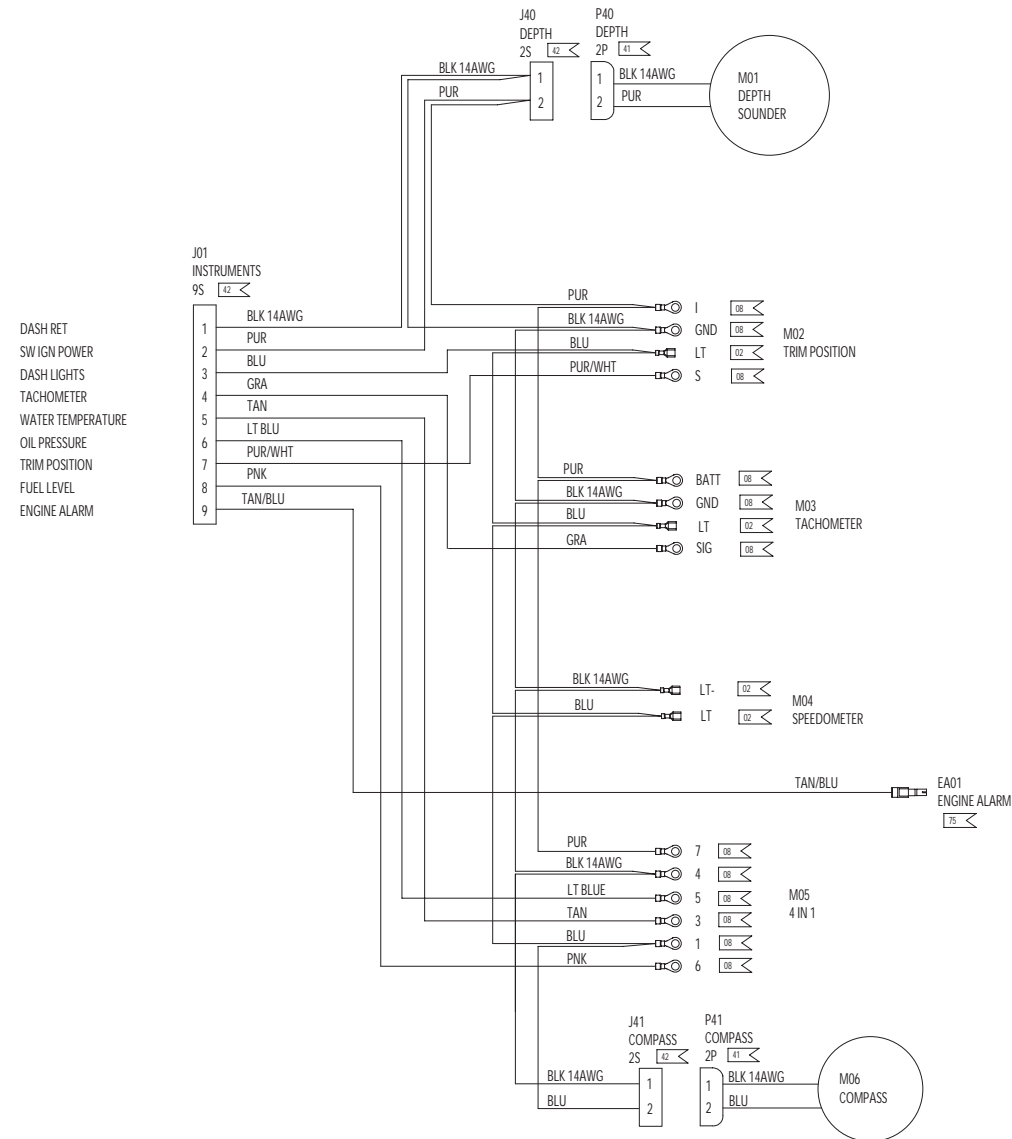 J40
DEPTH
2S 42
P40
DEPTH
2P 41
BLK 14AWG
PUR
1
2
1
2
BLK 14AWG
PUR
M01
DEPTH
SOUNDER
J01
INSTRUMENTS
9S 42
DASH RET 1 BLK 14AWG
SW IGN POWER 2 PUR
DASH LIGHTS 3 BLU
TACHOMETER 4 GRA
WATER TEMPERATURE 5 TAN
OIL PRESSURE 6 LT BLU
TRIM POSITION 7 PUR/WHT
FUEL LEVEL 8 PNK
ENGINE ALARM 9 TAN/BLU
PUR I 08
BLK 14AWG GND 08
BLU LT 02
PUR/WHT S 08
M02
TRIM POSITION
PUR BATT 08
BLK 14AWG GND 08
BLU LT 02
GRA SIG 08
M03
TACHOMETER
BLK 14AWG LT- 02
BLU LT 02
M04
SPEEDOMETER
TAN/BLU
EA01
ENGINE ALARM
75
PUR 7 08
BLK 14AWG 4 08
LT BLUE 5 08
TAN 3 08
BLU 1 08
PNK 6 08
M05
4 IN 1
J41
COMPASS
2S 42
P41
COMPASS
2P 41
BLK 14AWG 1
BLU 2
1 BLK 14AWG
2 BLU
M06
COMPASS